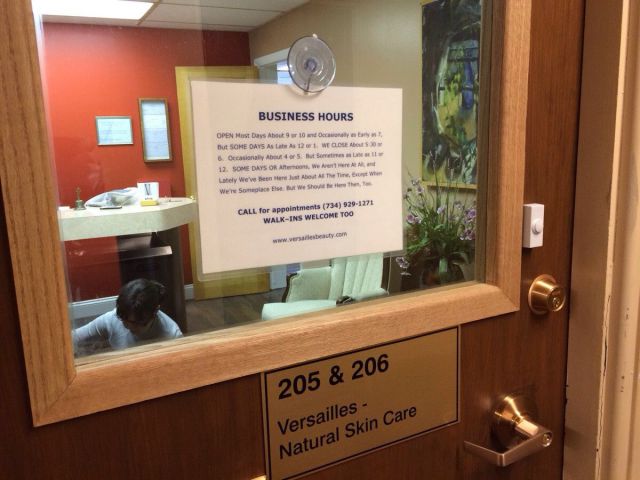 BUSINESS HOURS
OPEN Most Days About 9 or 10 and Occasionally as Early as 7,
But SOME DAYS As Late As 12 or 1. WE CLOSE About 5:30 or
6. Occasionally About 4 or 5. But Sometimes as Late as 11 or
12. SOME DAYS OR Afternoons, We Aren't Here At All, and
Lately We've Been Here Just About All The Time, Except When
We're Someplace Else, But We Should Be Here Then, Too.
CALL for appointments (734) 929-1271
WALK-INS WELCOME TOO
www.versaillesbeauty.com
205 & 206
Versailles -
Natural Skin Care